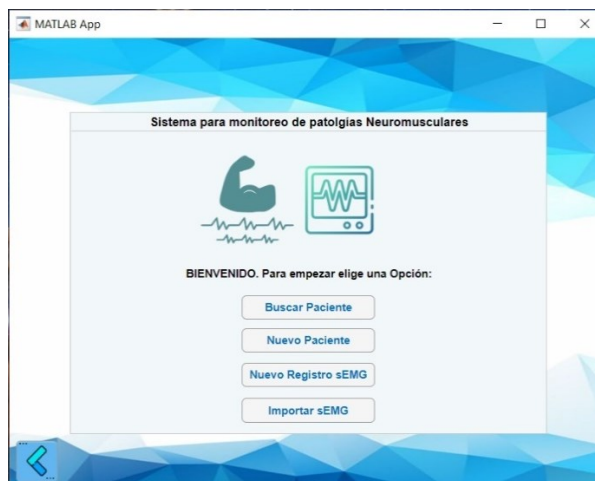 MATLAB App
Sistema para monitoreo de patolgías Neuromusculares
BIENVENIDO. Para empezar elige una Opción:
Buscar Paciente
Nuevo Paciente
Nuevo Registro sEMG
Importar sEMG